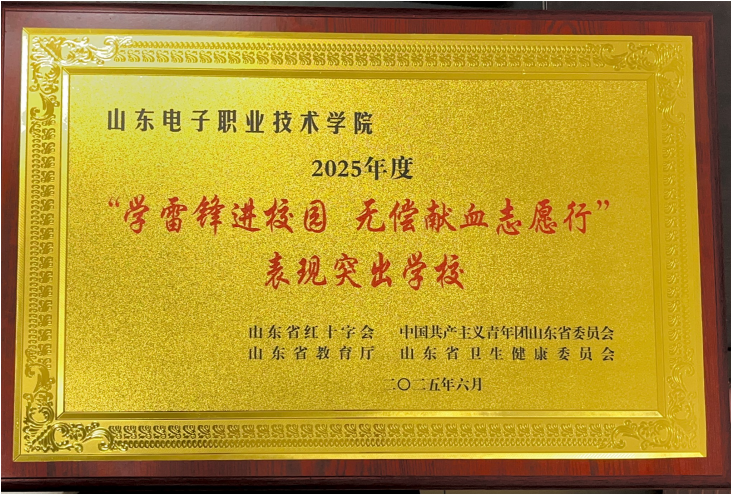 山东电子职业技术学院
2025年度
“学雷锋进校园 无偿献血志愿行”
表现突出学校
山东省红十字会 中国共产主义青年团山东省委员会
山东省教育厅 山东省卫生健康委员会
二〇二五年六月